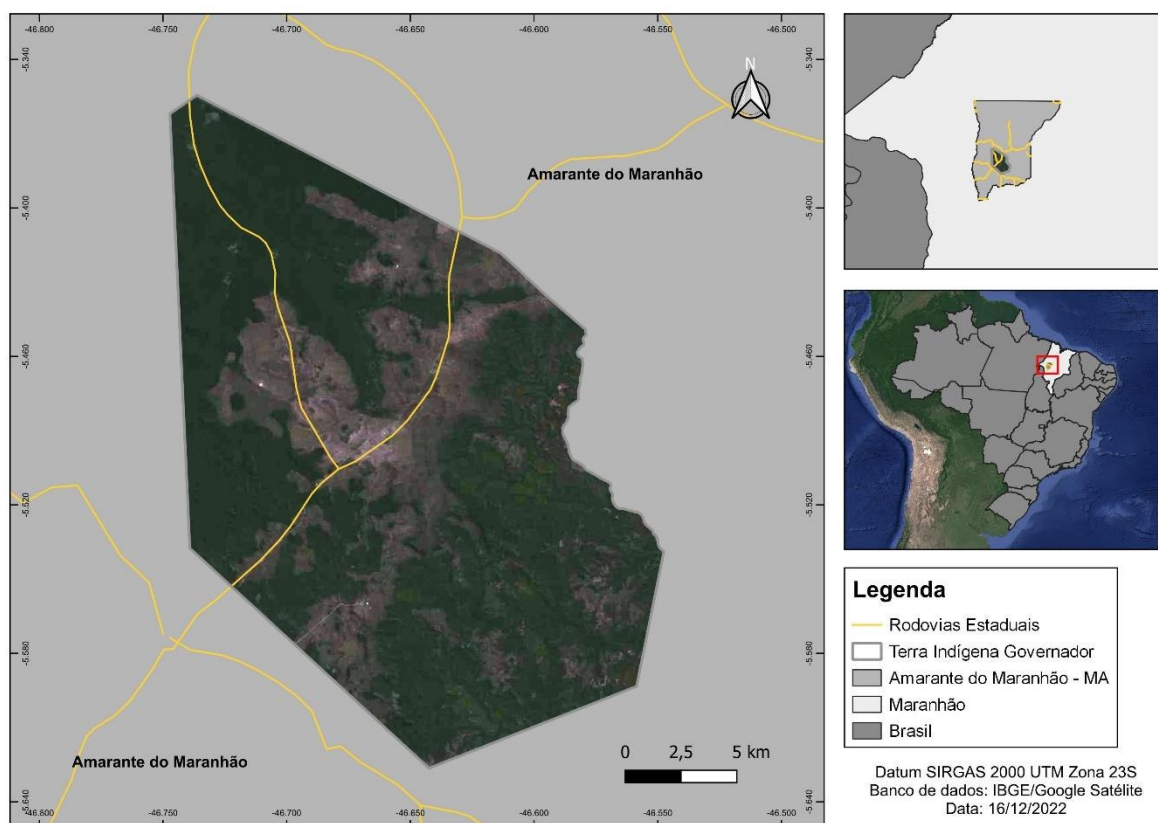 -46.800
-46.750
-46.700
-46.650
-46.600
-46.550
-46.500
-5.340
-5.340
N
Amarante do Maranhão
-5.400
-5.400
-5.460
-5.460
-5.520
-5.520
-5.580
-5.580
Amarante do Maranhão
0 2,5 5 km
-5.640
-5.640
-46.800
-46.750
-46.700
-46.650
-46.600
-46.550
-46.500
Legenda
Rodovias Estaduais
Terra Indígena Governador
Amarante do Maranhão - MA
Maranhão
Brasil
Datum SIRGAS 2000 UTM Zona 23S
Banco de dados: IBGE/Google Satélite
Data: 16/12/2022